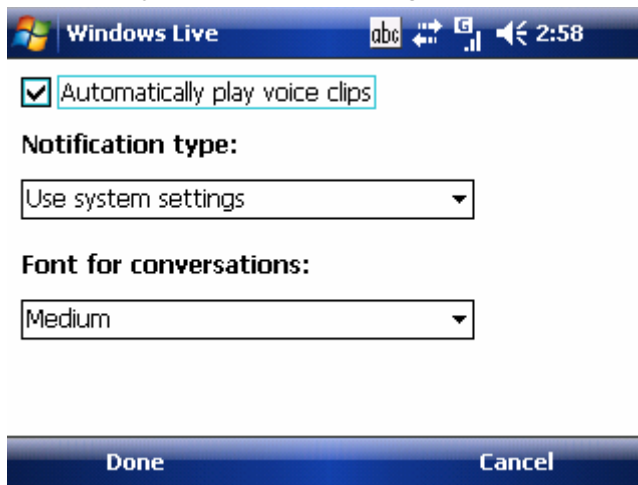 Windows Live abc G 2:58
Automatically play voice clips
Notification type:
Use system settings
Font for conversations:
Medium
Done Cancel